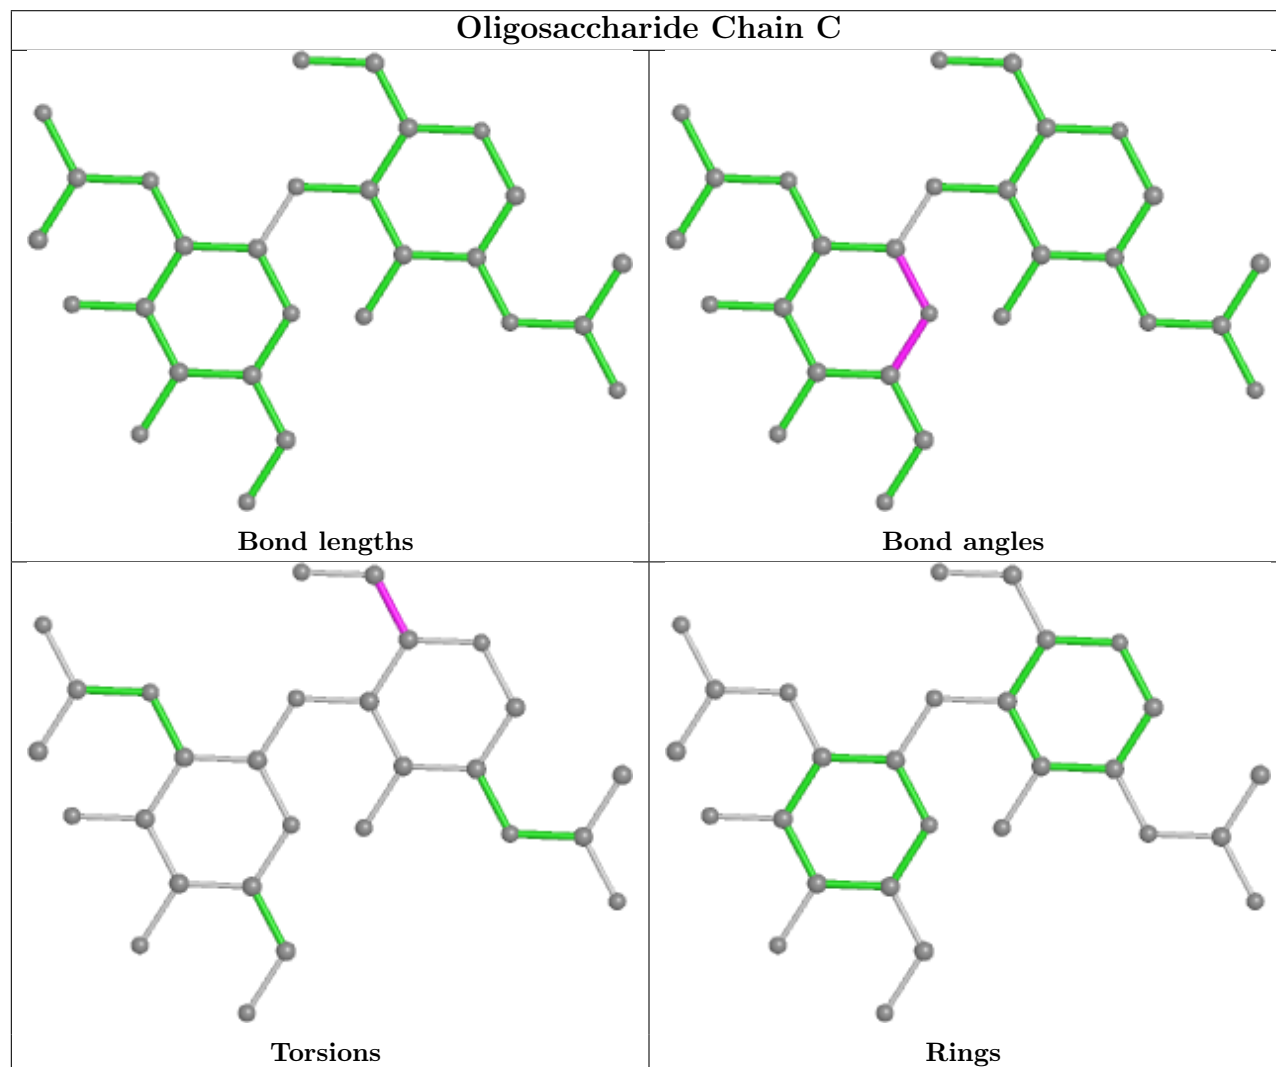 Oligosaccharide Chain C
Bond lengths
Bond angles
Torsions
Rings